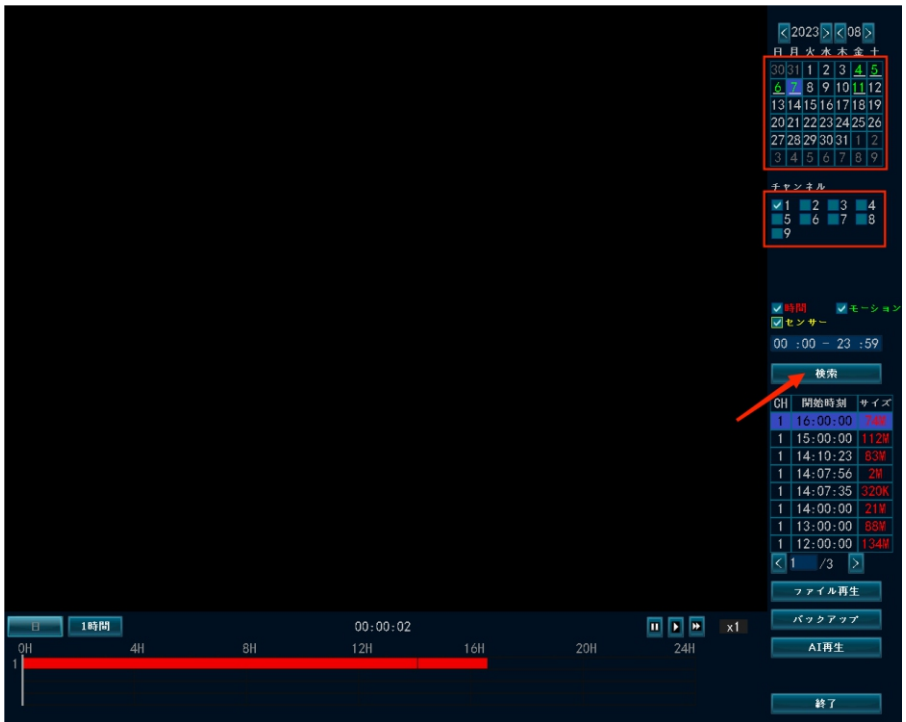 < 2023 > < 08 >
日 月 火 水 木 金 土
30 31 1 2 3 4 5
6 7 8 9 10 11 12
13 14 15 16 17 18 19
20 21 22 23 24 25 26
27 28 29 30 31 1 2
3 4 5 6 7 8 9
チャンネル
1 2 3 4
5 6 7 8
9
時間 モーション
センサー
00 :00 - 23 :59
検索
CH 開始時刻 サイズ
1 16:00:00
1 15:00:00 112M
1 14:10:23 83M
1 14:07:56 2M
1 14:07:35 320K
1 14:00:00 21M
1 13:00:00 88M
1 12:00:00 134M
< 1 /3 >
ファイル再生
バックアップ
AI再生
終了
日 1時間 00:00:02 x1
0H 4H 8H 12H 16H 20H 24H
1